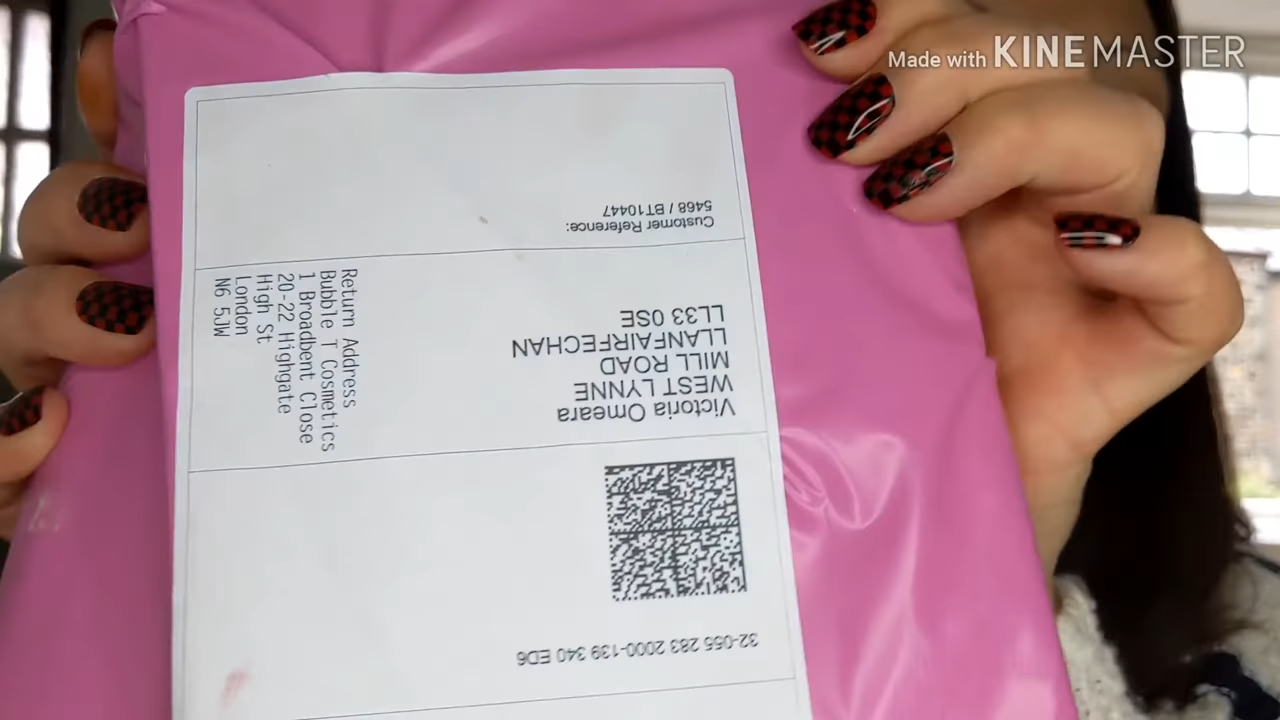 Made with KINEMASTER
32-055 283 2000-139 340 ED6
Victoria Omeara
WEST LYNNE
MILL ROAD
LLANFAIRFECHAN
LL33 0SE
Return Address
Bubble T Cosmetics
1 Broadbent Close
20-22 Highgate
High St
London
N6 5JW
Customer Reference:
5468 / BT10447